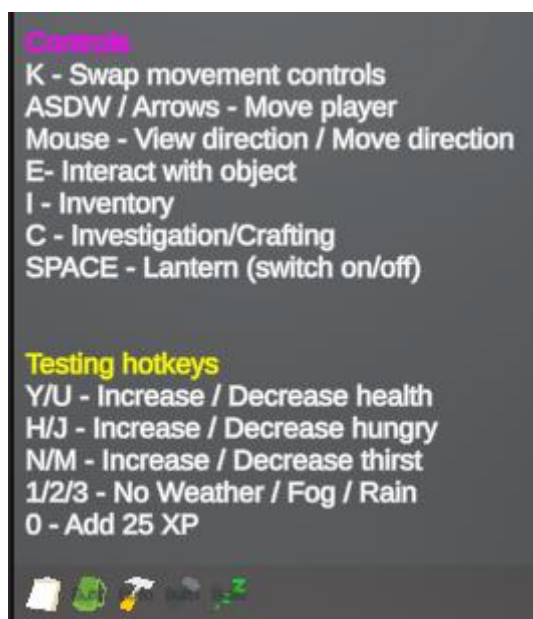 Controls
K - Swap movement controls
ASDW / Arrows - Move player
Mouse - View direction / Move direction
E- Interact with object
I - Inventory
C - Investigation/Crafting
SPACE - Lantern (switch on/off)
Testing hotkeys
Y/U - Increase / Decrease health
H/J - Increase / Decrease hungry
N/M - Increase / Decrease thirst
1/2/3 - No Weather / Fog / Rain
0 - Add 25 XP